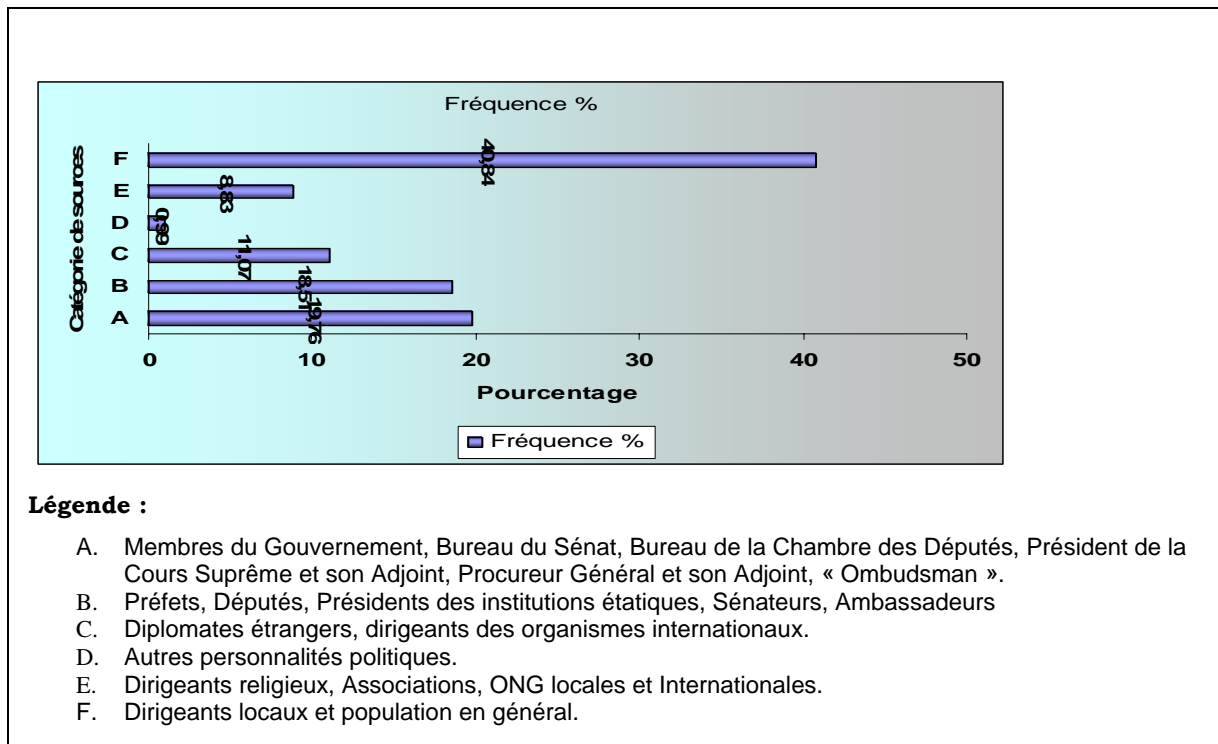 Fréquence %
Catégorie de sources
F
40,84
E
8,83
D
0,99
C
11,07
B
18,51
A
19,76
0 10 20 30 40 50
Pourcentage
Fréquence %
Légende :
A. Membres du Gouvernement, Bureau du Sénat, Bureau de la Chambre des Députés, Président de la
Cours Suprême et son Adjoint, Procureur Général et son Adjoint, « Ombudsman ».
B. Préfets, Députés, Présidents des institutions étatiques, Sénateurs, Ambassadeurs
C. Diplomates étrangers, dirigeants des organismes internationaux.
D. Autres personnalités politiques.
E. Dirigeants religieux, Associations, ONG locales et Internationales.
F. Dirigeants locaux et population en général.